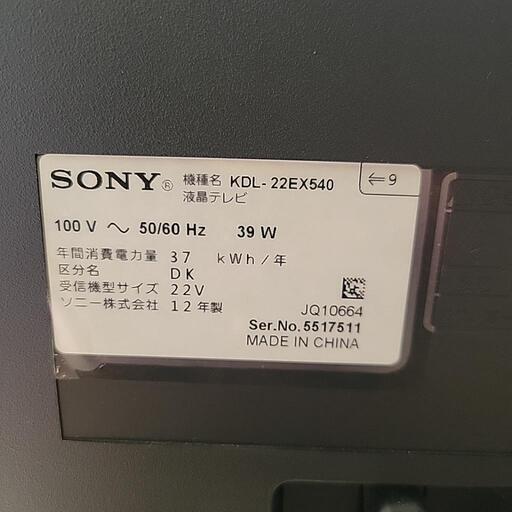 SONY® 機種名 KDL-22EX540 ⇐9
液晶テレビ
100 V ～ 50/60 Hz 39 W
年間消費電力量 37 kWh/年
区分名 DK
受信機型サイズ 22V
ソニー株式会社 12年製
JQ10664
Ser.No.5517511
MADE IN CHINA